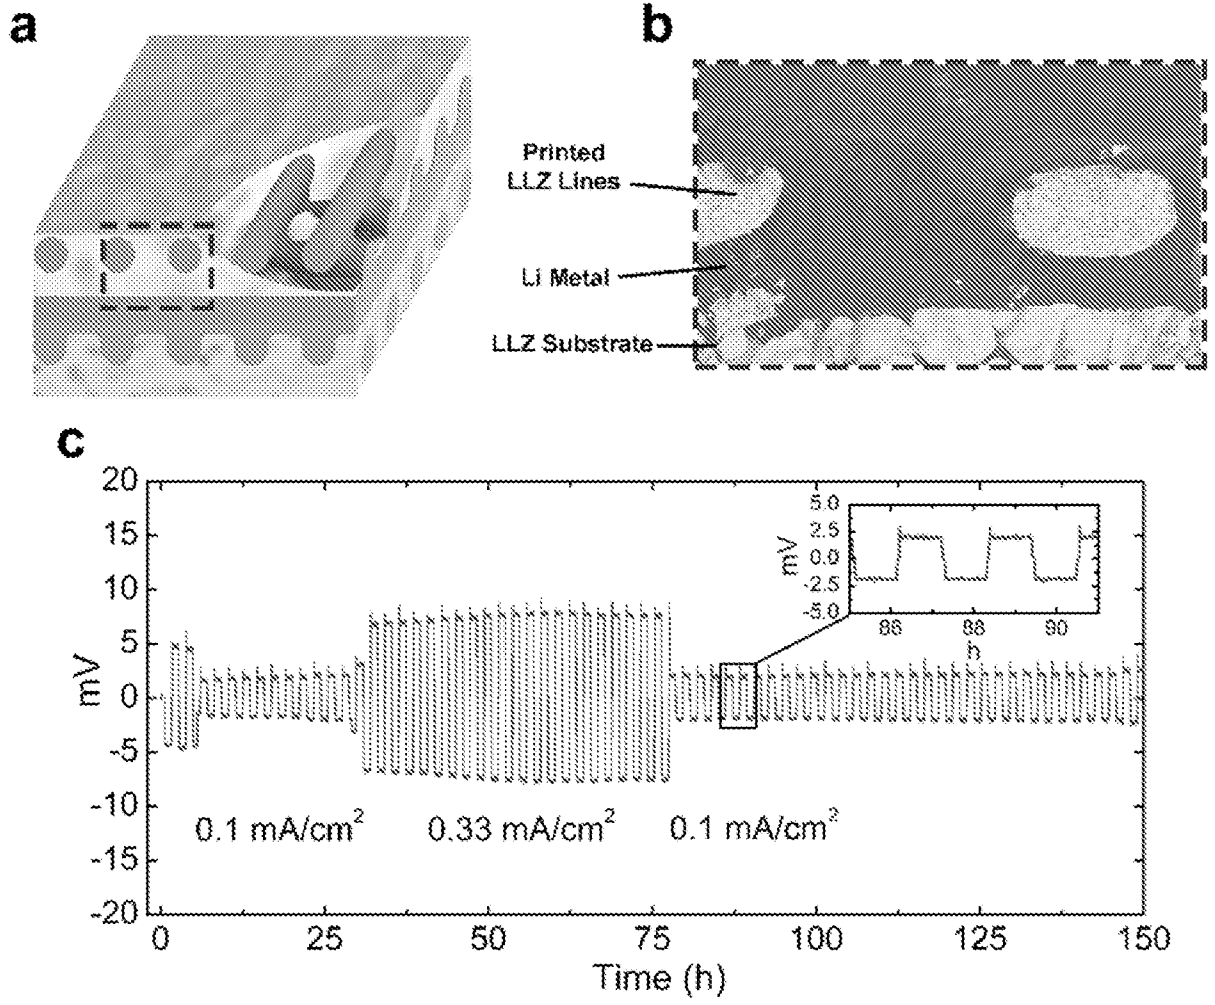 a
b
Printed
LLZ Lines
Li Metal
LLZ Substrate
c
20
15
10
5
0
-5
-10
-15
-20
mV
5.0
2.5
0.0
-2.5
-5.0
mV
86
88
90
h
0.1 mA/cm²
0.33 mA/cm²
0.1 mA/cm²
0
25
50
75
100
125
150
Time (h)